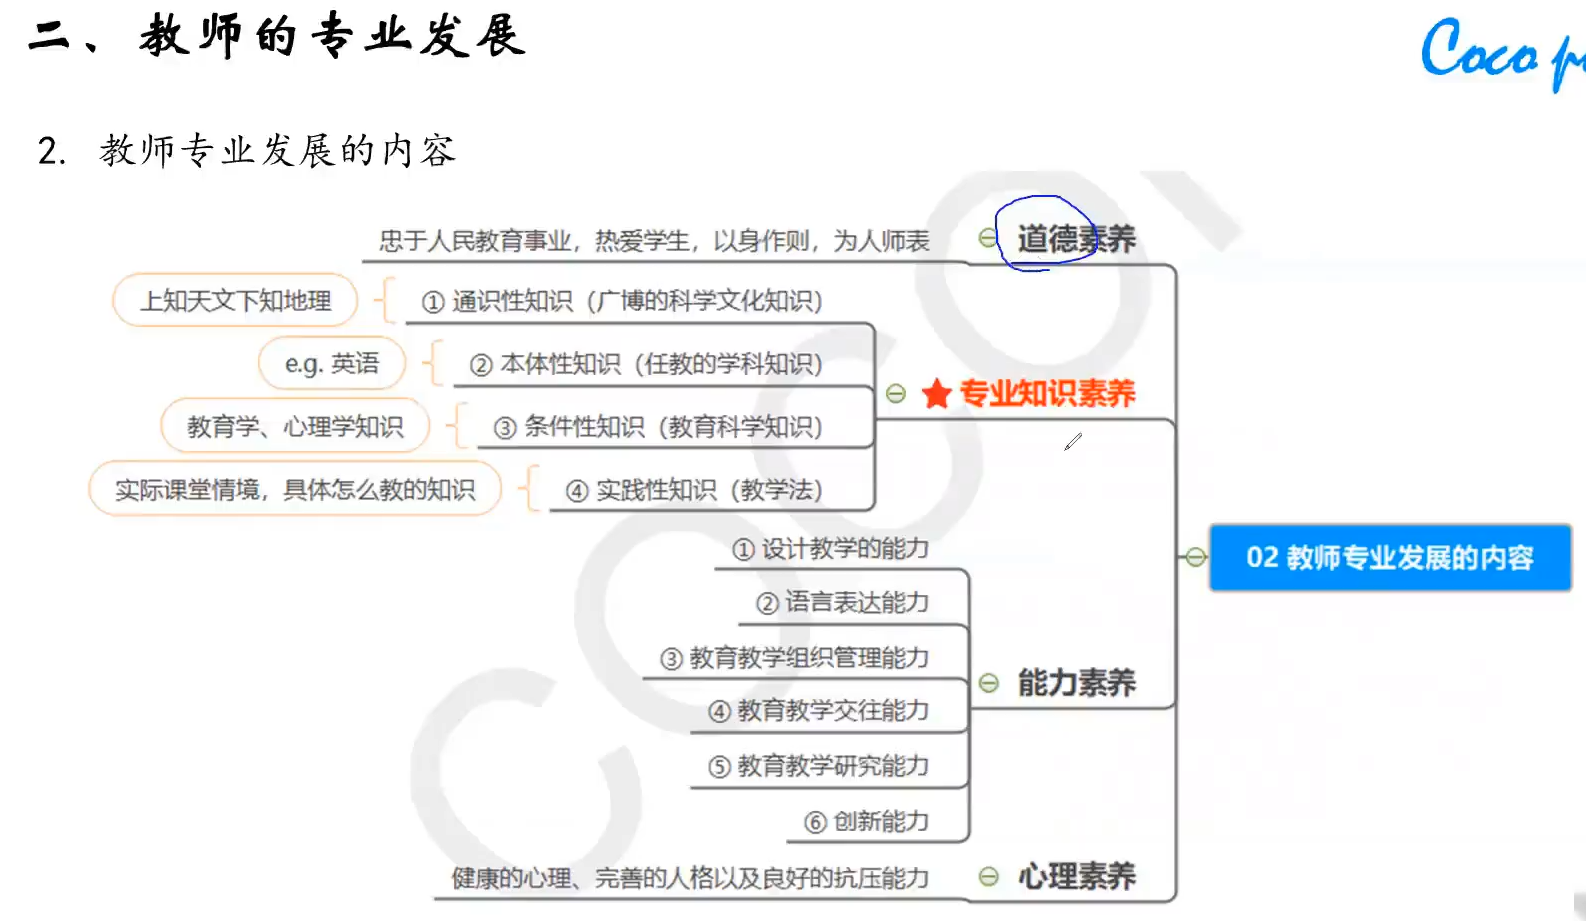 二、教师的专业发展
Coco
2. 教师专业发展的内容
道德素养
忠于人民教育事业，热爱学生，以身作则，为人师表
★ 专业知识素养
① 通识性知识（广博的科学文化知识）
上知天文下知地理
② 本体性知识（任教的学科知识）
e.g. 英语
③ 条件性知识（教育科学知识）
教育学、心理学知识
④ 实践性知识（教学法）
实际课堂情境，具体怎么教的知识
02 教师专业发展的内容
能力素养
① 设计教学的能力
② 语言表达能力
③ 教育教学组织管理能力
④ 教育教学交往能力
⑤ 教育教学研究能力
⑥ 创新能力
心理素养
健康的心理、完善的人格以及良好的抗压能力